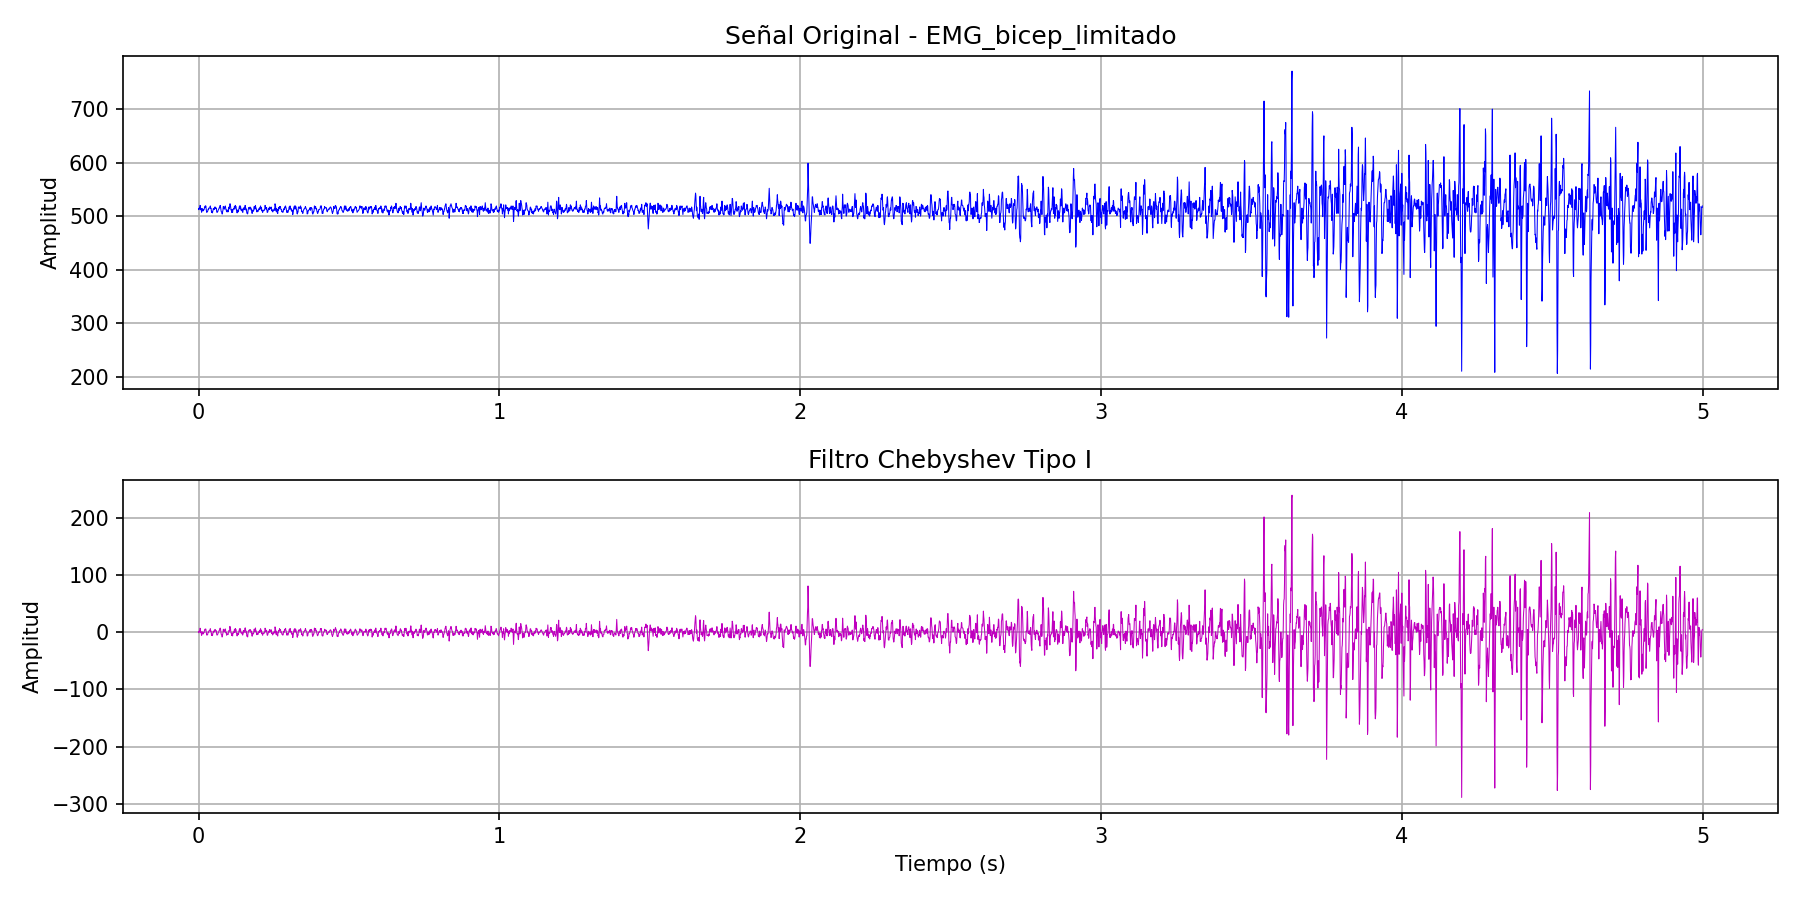 Señal Original - EMG_bicep_limitado
Amplitud
700
600
500
400
300
200
0 1 2 3 4 5
Filtro Chebyshev Tipo I
Amplitud
200
100
0
−100
−200
−300
0 1 2 3 4 5
Tiempo (s)